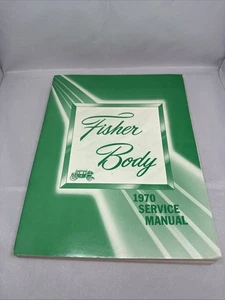 Fisher
Body
1970
SERVICE
MANUAL